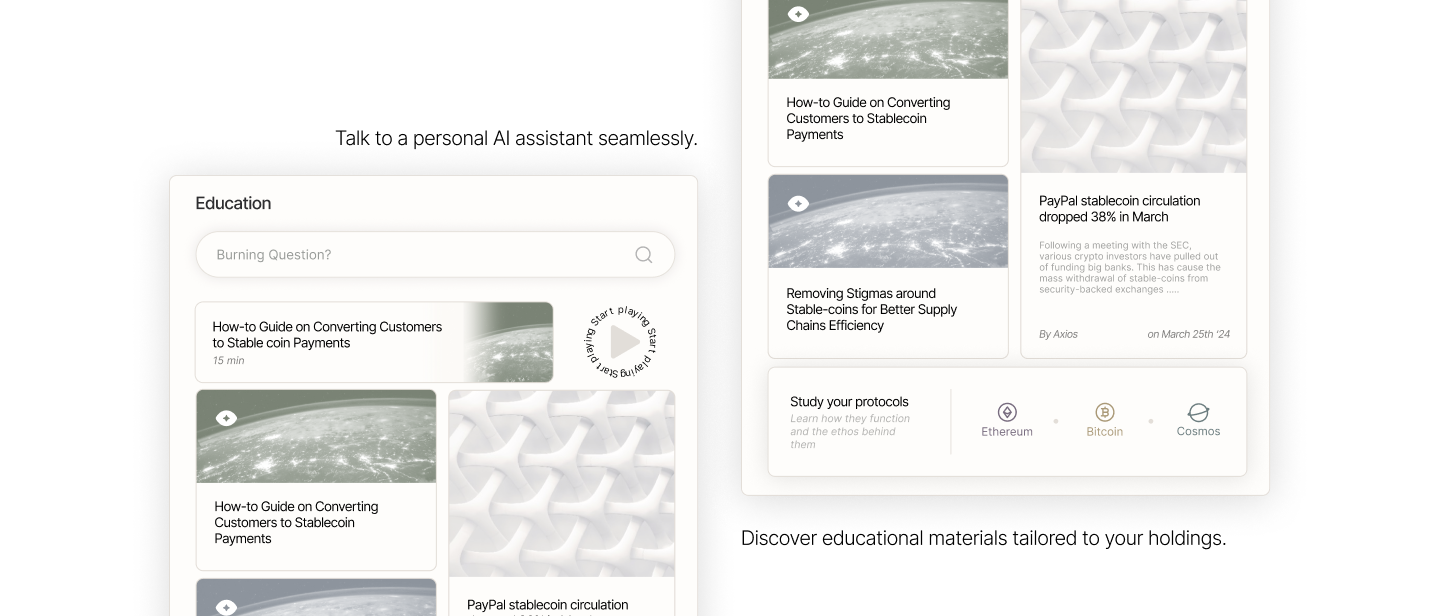 Talk to a personal AI assistant seamlessly.
Education
Burning Question?
How-to Guide on Converting Customers
to Stable coin Payments
15 min
Start playing Start playing Start playing
How-to Guide on Converting
Customers to Stablecoin
Payments
PayPal stablecoin circulation
How-to Guide on Converting
Customers to Stablecoin
Payments
Removing Stigmas around
Stable-coins for Better Supply
Chains Efficiency
PayPal stablecoin circulation
dropped 38% in March
Following a meeting with the SEC,
various crypto investors have pulled out
of funding big banks. This has cause the
mass withdrawal of stable-coins from
security-backed exchanges .....
By Axios
on March 25th '24
Study your protocols
Learn how they function
and the ethos behind
them
Ethereum
Bitcoin
Cosmos
Discover educational materials tailored to your holdings.